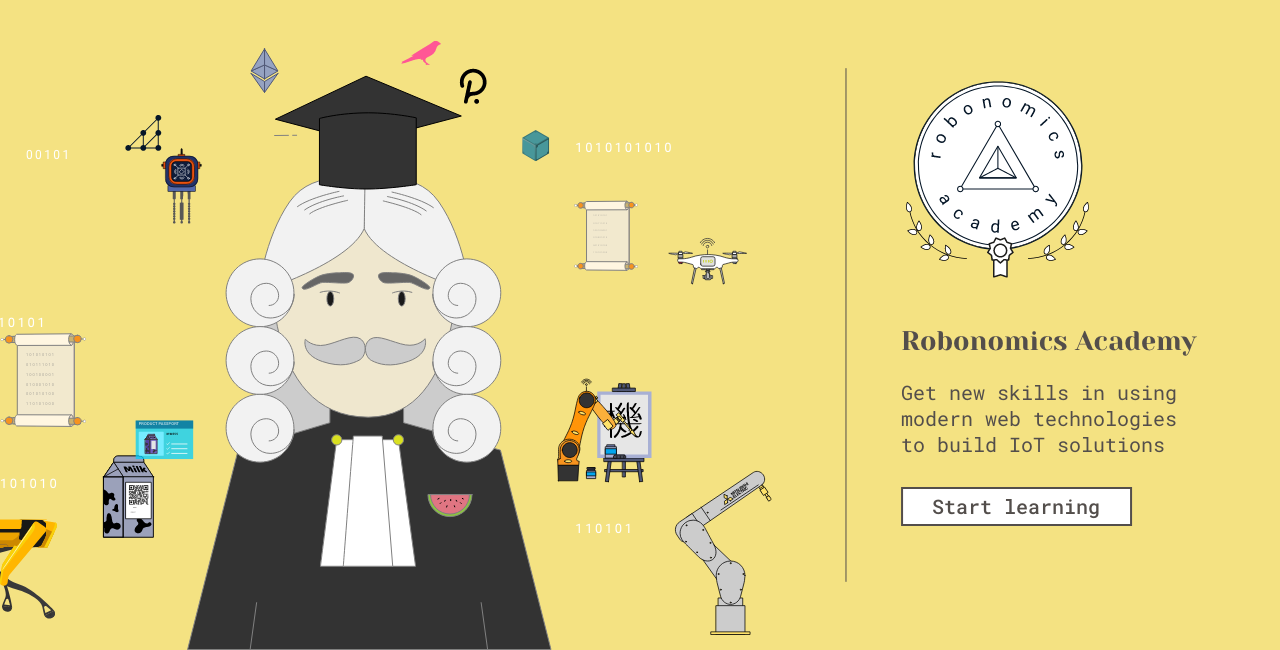 00101
1010101010
10101
PRODUCT PASSPORT
Milk
101010
機
110101
robonomics
academy
Robonomics Academy
Get new skills in using
modern web technologies
to build IoT solutions
Start learning